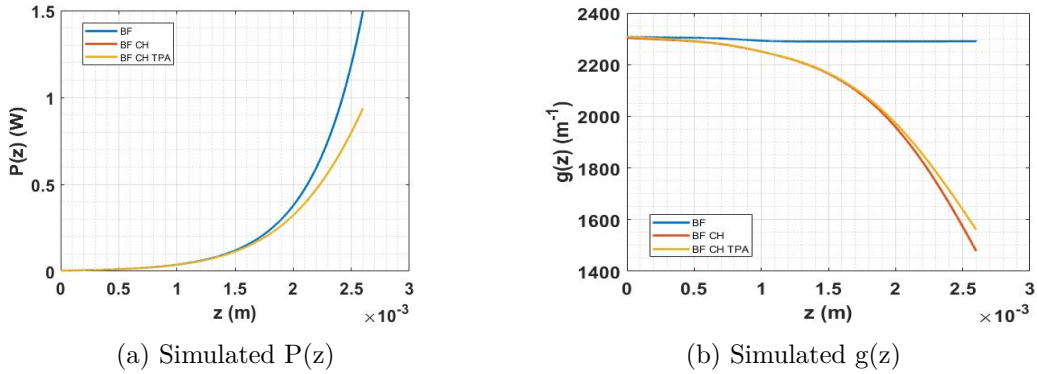 1.5
1
0.5
0
P(z) (W)
BF
BF CH
BF CH TPA
0 0.5 1 1.5 2 2.5 3
z (m)
×10⁻³
(a) Simulated P(z)
2400
2200
2000
1800
1600
1400
g(z) (m⁻¹)
BF
BF CH
BF CH TPA
0 0.5 1 1.5 2 2.5 3
z (m)
×10⁻³
(b) Simulated g(z)